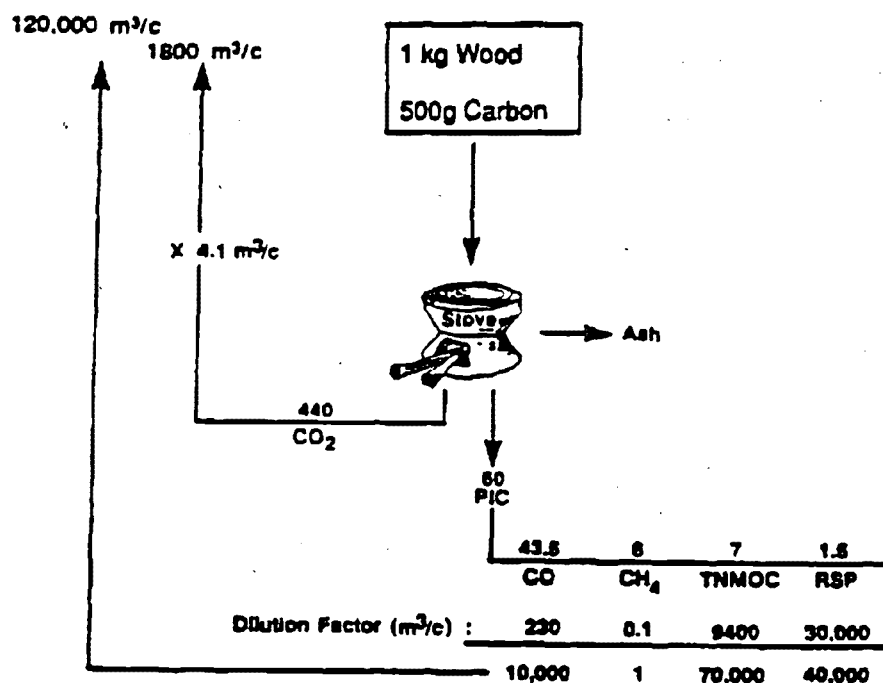 120,000 m³/c
1800 m³/c
1 kg Wood
500g Carbon
X 4.1 m³/c
Stove
Ash
440
CO₂
60
PIC
43.5 6 7 1.5
CO CH₄ TNMOC RSP
Dilution Factor (m³/c) : 230 0.1 9400 30,000
10,000 1 70,000 40,000